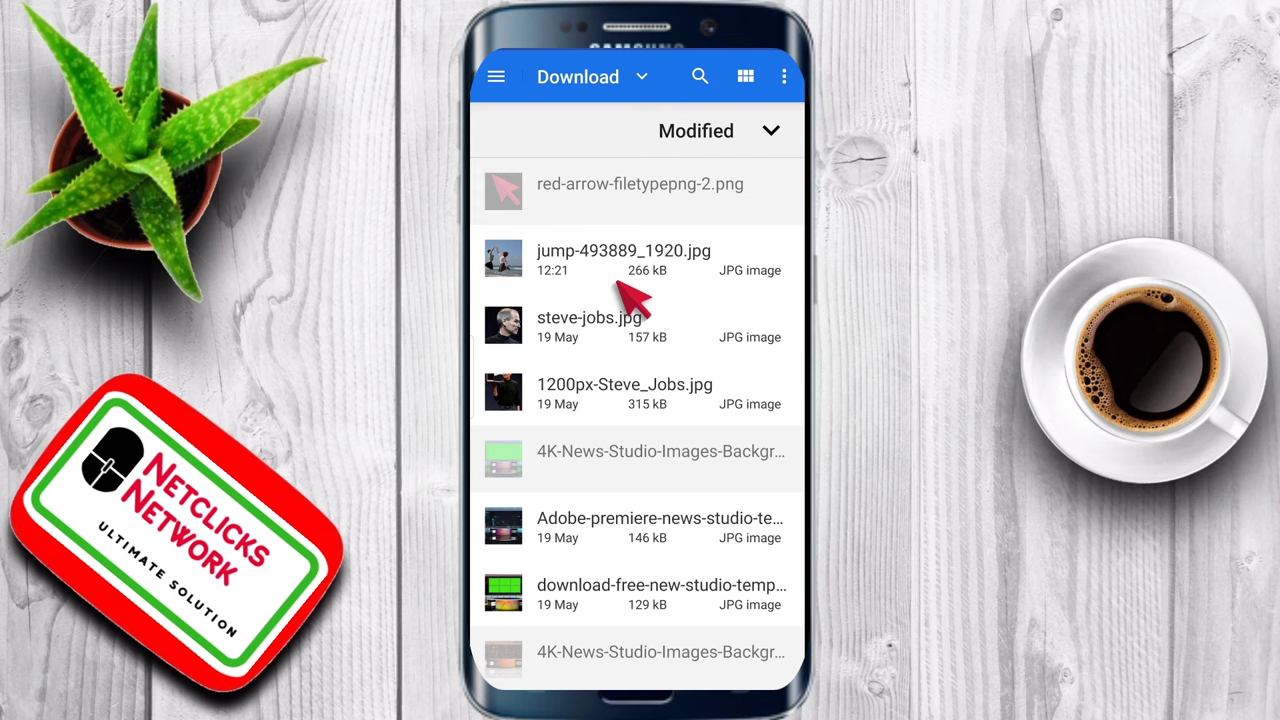 SAMSUNG
Download
Modified
red-arrow-filetypepng-2.png
jump-493889_1920.jpg
12:21 266 kB JPG image
steve-jobs.jpg
19 May 157 kB JPG image
1200px-Steve_Jobs.jpg
19 May 315 kB JPG image
4K-News-Studio-Images-Backgr...
Adobe-premiere-news-studio-te...
19 May 146 kB JPG image
download-free-new-studio-temp...
19 May 129 kB JPG image
4K-News-Studio-Images-Backgr...
NETCLICKS
NETWORK
ULTIMATE SOLUTION